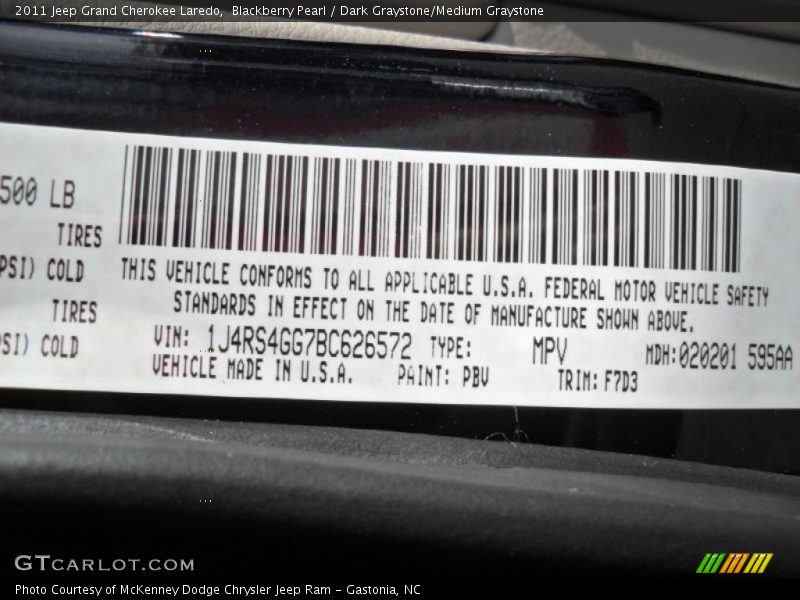 2011 Jeep Grand Cherokee Laredo, Blackberry Pearl / Dark Graystone/Medium Graystone
500 LB
TIRES
PSI) COLD
THIS VEHICLE CONFORMS TO ALL APPLICABLE U.S.A. FEDERAL MOTOR VEHICLE SAFETY
TIRES
STANDARDS IN EFFECT ON THE DATE OF MANUFACTURE SHOWN ABOVE.
SI) COLD
VIN: 1J4RS4GG7BC626572 TYPE: MPV MDH: 020201 595AA
VEHICLE MADE IN U.S.A. PAINT: PBV TRIM: F7D3
GTCARLOT.COM
Photo Courtesy of McKenney Dodge Chrysler Jeep Ram - Gastonia, NC